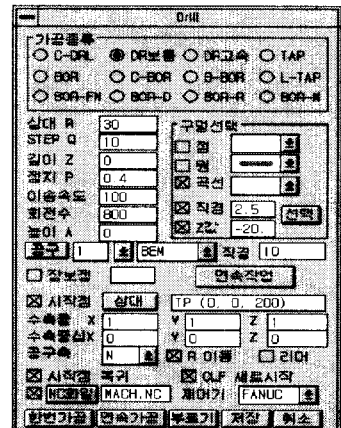 Drill
가공종류
C-DRL DR보통 DR고속 TAP
BOR C-BOR B-BOR L-TAP
BOR-FN BOR-D BOR-R BOR-M
상대 R 30
STEP Q 10
깊이 Z 0
정지 P 0.4
이송속도 100
회전수 800
높이 A 0
구멍선택
점
원
곡선
직경 2.5 선택
Z값 -20.
공구 1 BEM 직경 10
잘보정 연속작업
시작점 상대 TP (0, 0, 200)
수축률 X 1 Y 1 Z 1
수축중심X 0 Y 0 Z 0
공구축 N R 이동 리어
시작점 복귀 CLF 새로시작
NC화일 MACH.NC 제어기 FANUC
한번가공 연속가공 부르기 저장 취소